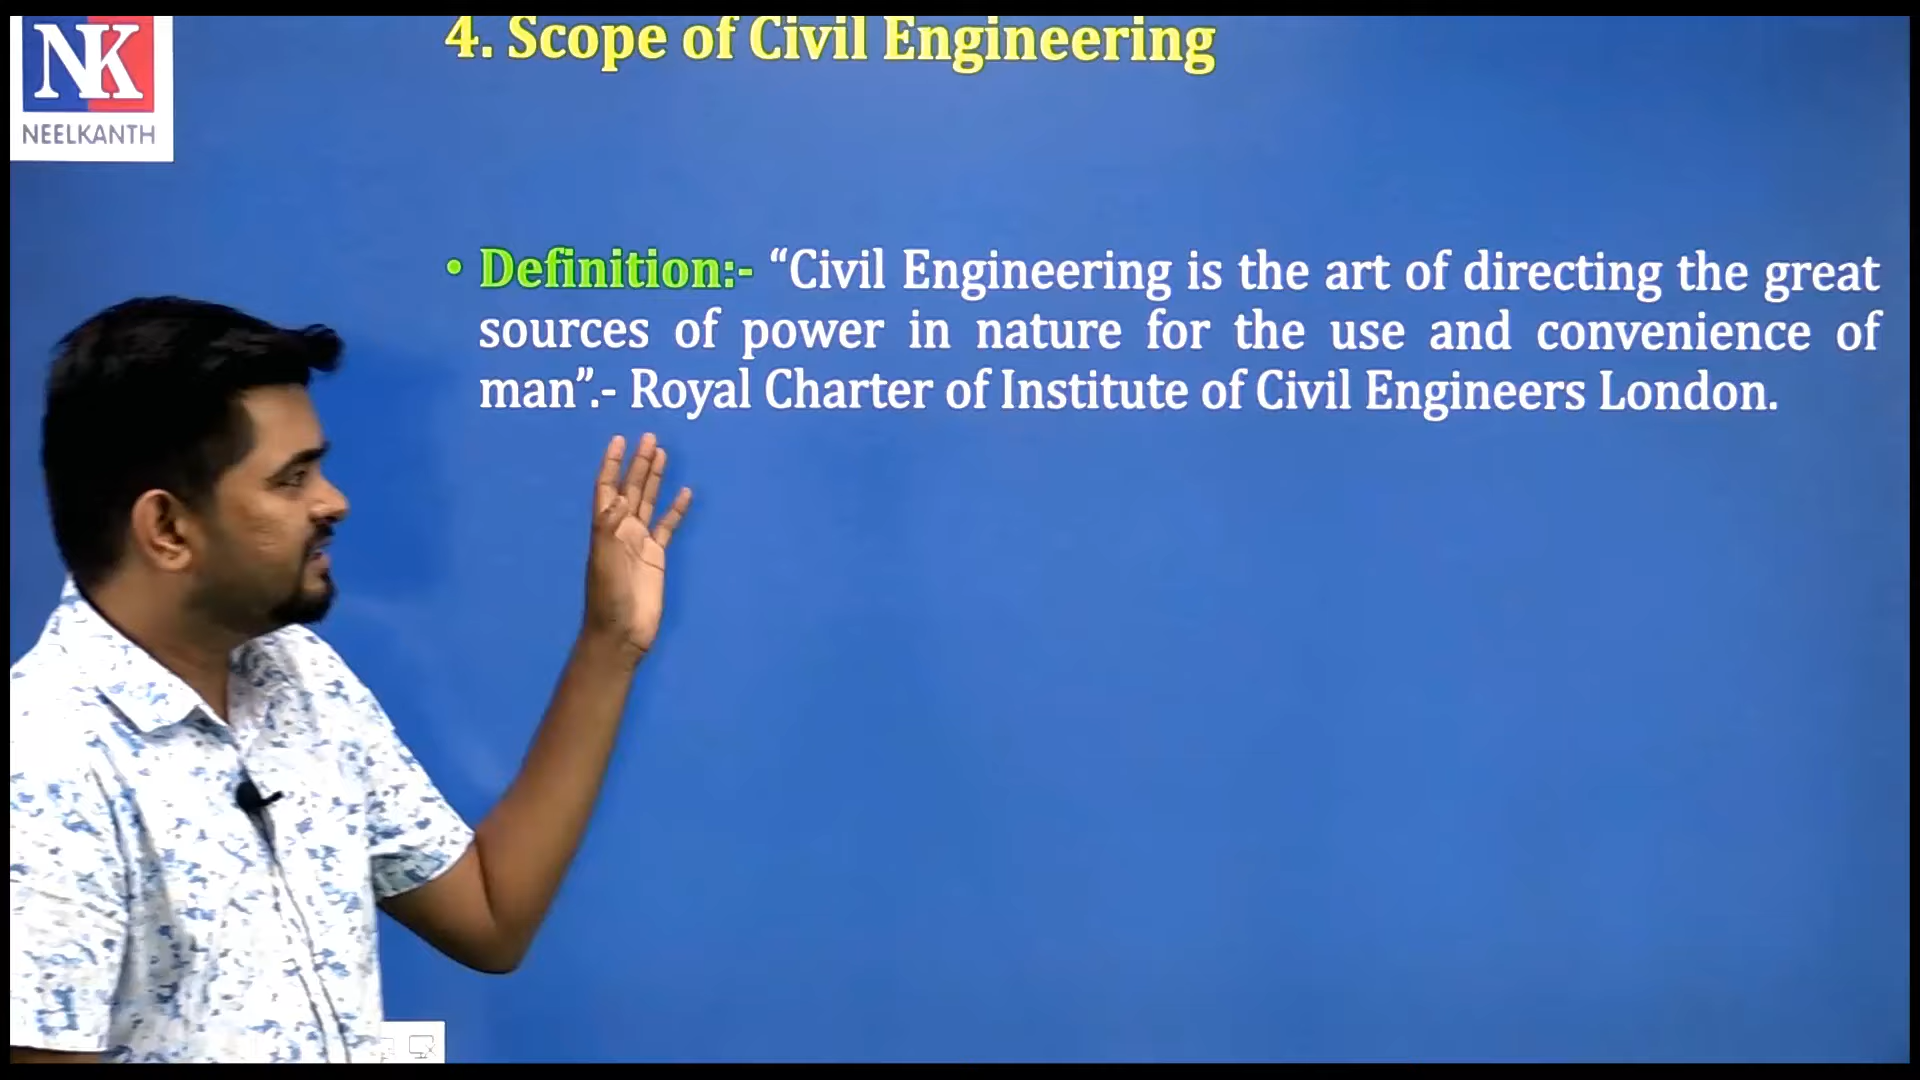 NK
NEELKANTH
4. Scope of Civil Engineering
• Definition:- “Civil Engineering is the art of directing the great
sources of power in nature for the use and convenience of
man”.- Royal Charter of Institute of Civil Engineers London.